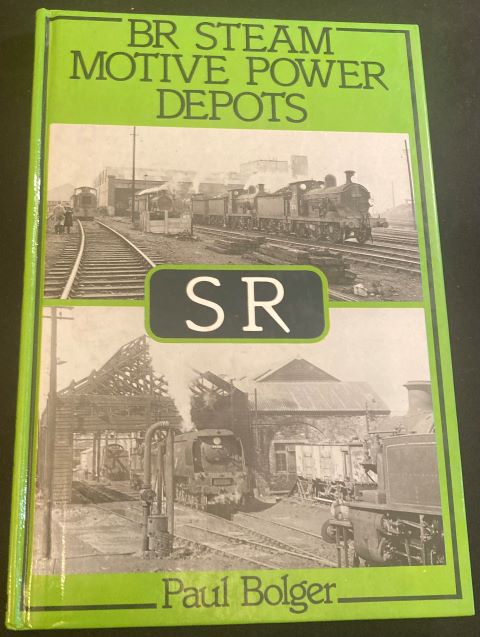 BR STEAM
MOTIVE POWER
DEPOTS
SR
Paul Bolger